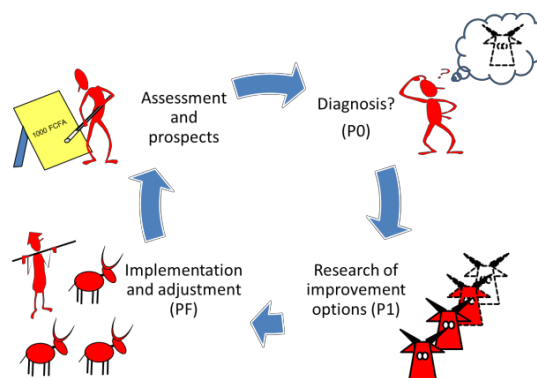 Assessment
and
prospects
1000 FCFA
Diagnosis?
(P0)
?
Research of
improvement
options (P1)
Implementation
and adjustment
(PF)